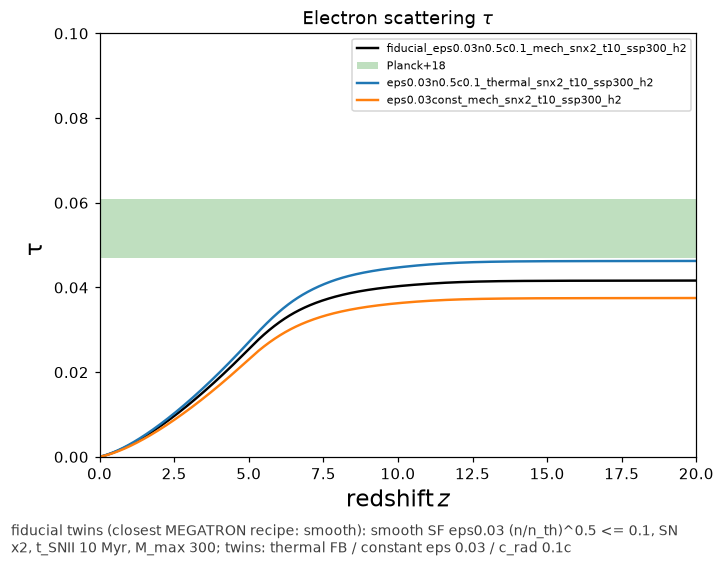 Electron scattering τ
0.10
0.08
0.06
0.04
0.02
0.00
τ
fiducial_eps0.03n0.5c0.1_mech_snx2_t10_ssp300_h2
Planck+18
eps0.03n0.5c0.1_thermal_snx2_t10_ssp300_h2
eps0.03const_mech_snx2_t10_ssp300_h2
0.0 2.5 5.0 7.5 10.0 12.5 15.0 17.5 20.0
redshift z
fiducial twins (closest MEGATRON recipe: smooth): smooth SF eps0.03 (n/n_th)^0.5 <= 0.1, SN
x2, t_SNII 10 Myr, M_max 300; twins: thermal FB / constant eps 0.03 / c_rad 0.1c